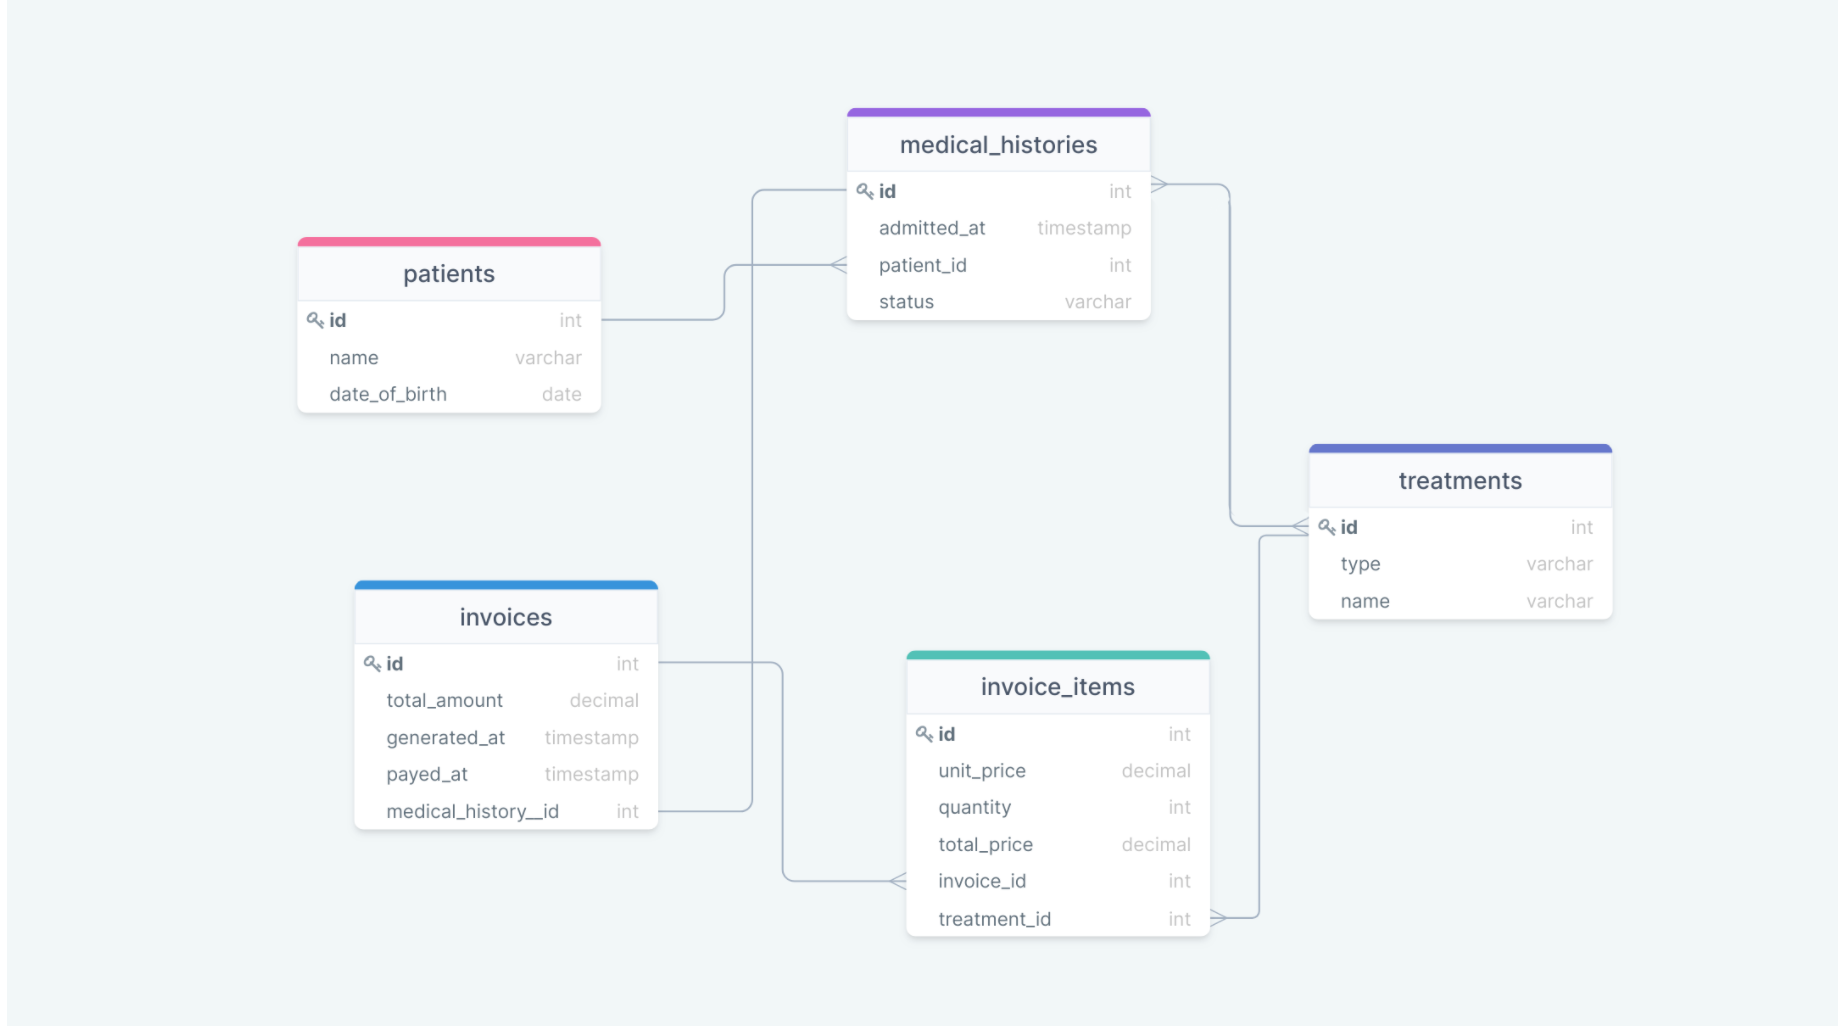 medical_histories
id int
admitted_at timestamp
patient_id int
status varchar
patients
id int
name varchar
date_of_birth date
treatments
id int
type varchar
name varchar
invoices
id int
total_amount decimal
generated_at timestamp
payed_at timestamp
medical_history__id int
invoice_items
id int
unit_price decimal
quantity int
total_price decimal
invoice_id int
treatment_id int